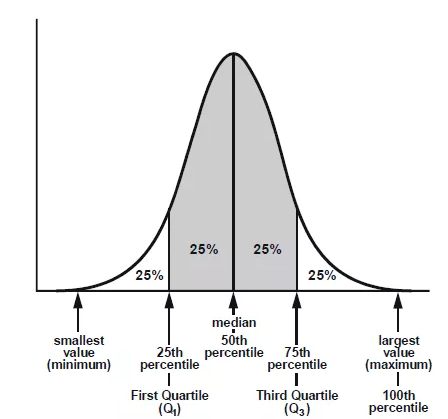 25%
25%
25%
25%
smallest
value
(minimum)
25th
percentile
First Quartile
(Q1)
median
50th
percentile
75th
percentile
Third Quartile
(Q3)
largest
value
(maximum)
100th
percentile